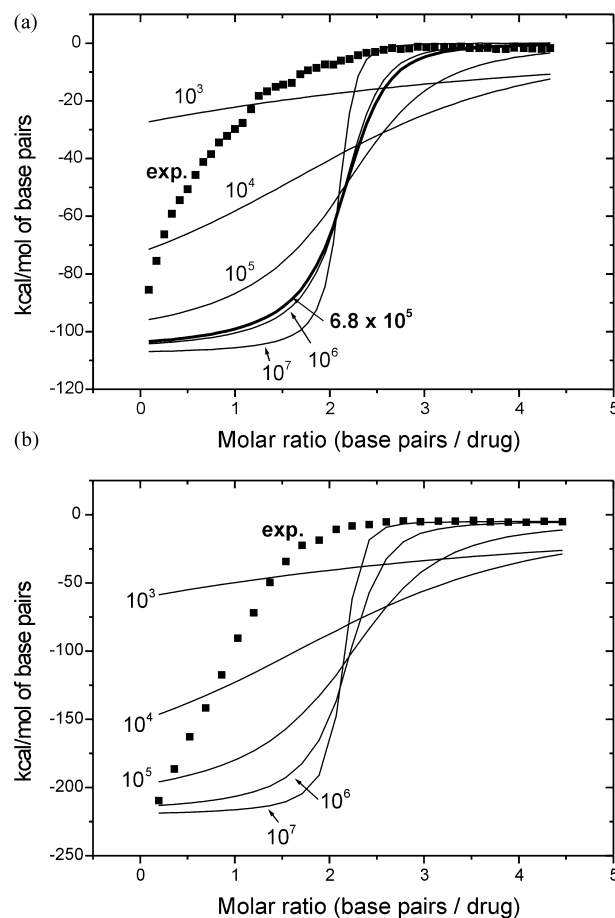 (a)
0
-20
-40
-60
-80
-100
-120
kcal/mol of base pairs
10³
exp.
10⁴
10⁵
6.8 x 10⁵
10⁶
10⁷
0 1 2 3 4 5
Molar ratio (base pairs / drug)
(b)
0
-50
-100
-150
-200
-250
kcal/mol of base pairs
exp.
10³
10⁴
10⁵
10⁶
10⁷
0 1 2 3 4 5
Molar ratio (base pairs / drug)